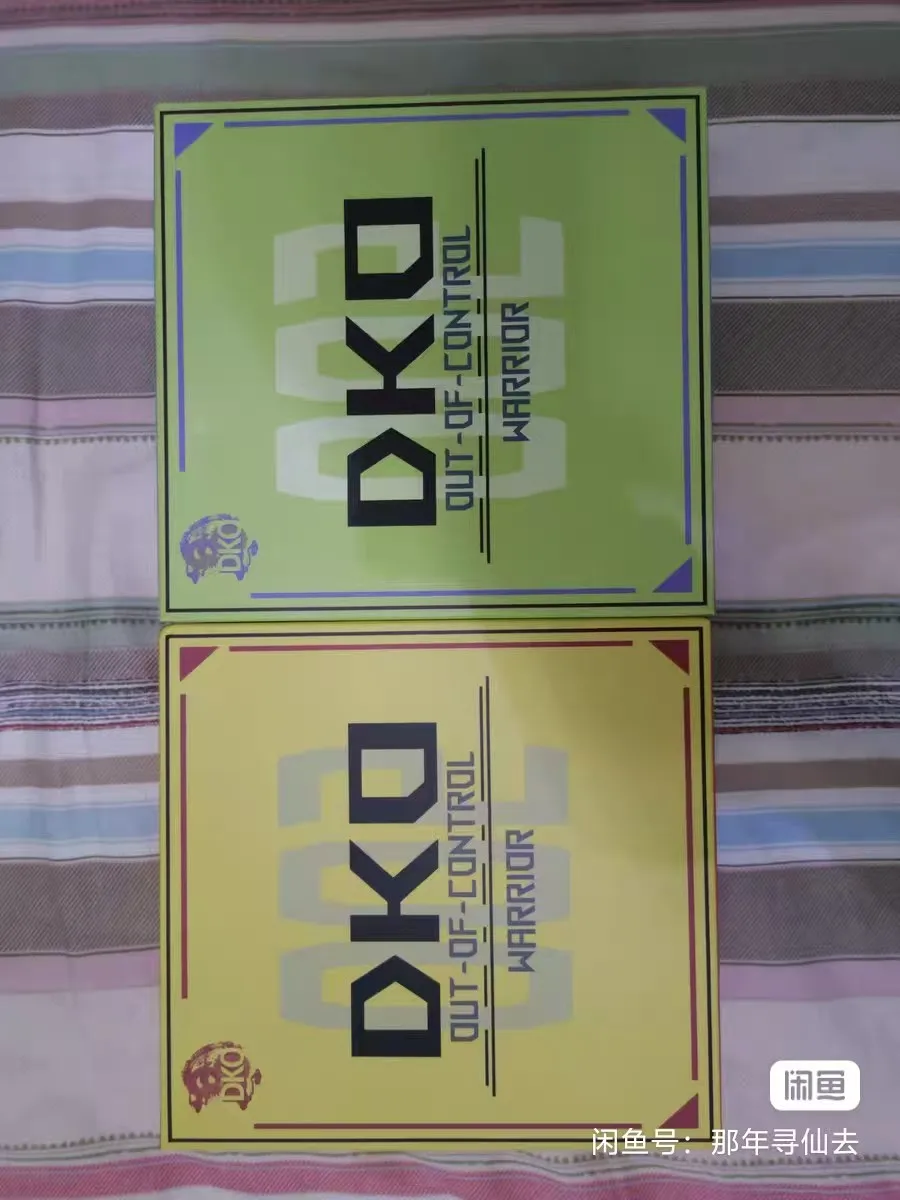 DKO
OUT-OF-CONTROL
WARRIOR
002
DKO
DKO
OUT-OF-CONTROL
WARRIOR
002
DKO
闲鱼
闲鱼号：那年寻仙去